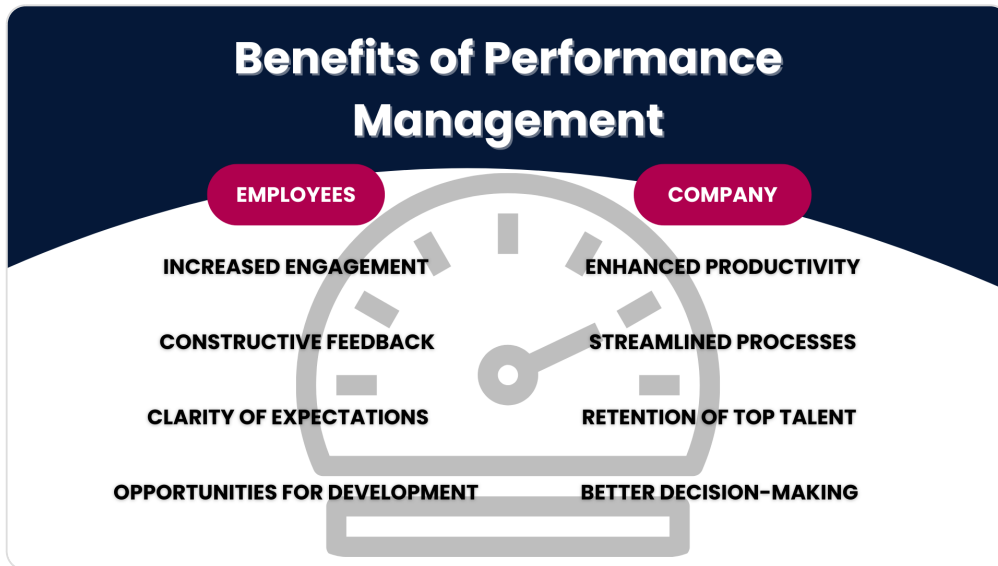 Benefits of Performance
Management
EMPLOYEES
INCREASED ENGAGEMENT
CONSTRUCTIVE FEEDBACK
CLARITY OF EXPECTATIONS
OPPORTUNITIES FOR DEVELOPMENT
COMPANY
ENHANCED PRODUCTIVITY
STREAMLINED PROCESSES
RETENTION OF TOP TALENT
BETTER DECISION-MAKING